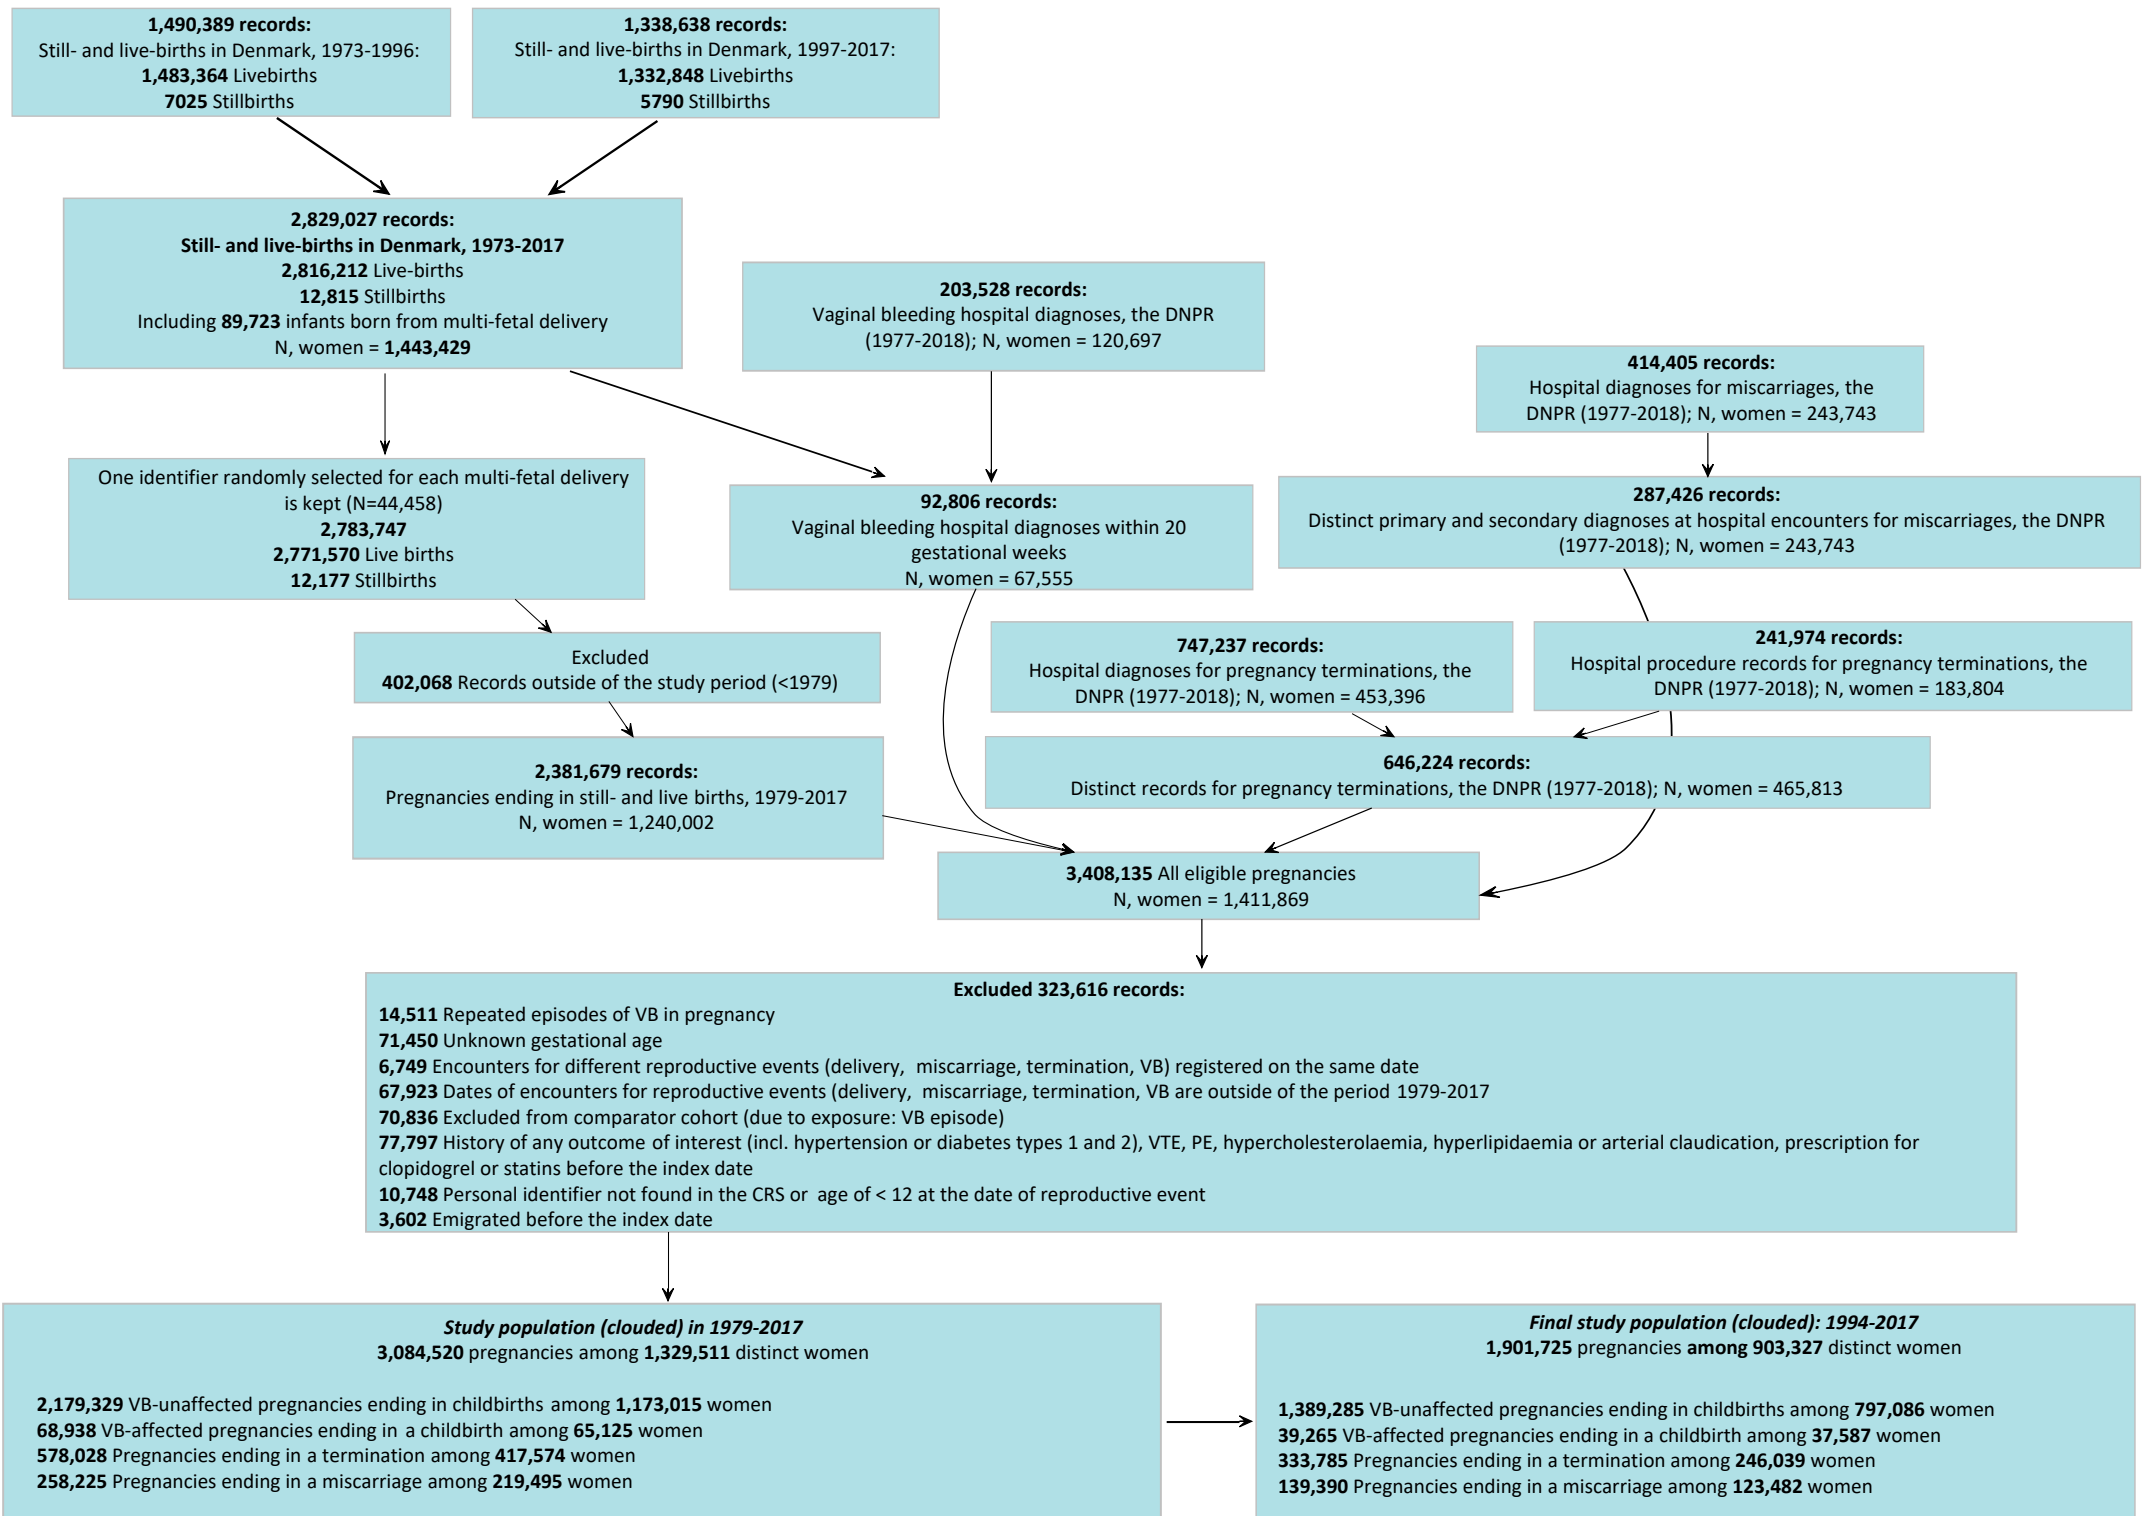 1,490,389 records:
Still- and live-births in Denmark, 1973-1996:
1,483,364 Livebirths
7025 Stillbirths
1,338,638 records:
Still- and live-births in Denmark, 1997-2017:
1,332,848 Livebirths
5790 Stillbirths
2,829,027 records:
Still- and live-births in Denmark, 1973-2017
2,816,212 Live-births
12,815 Stillbirths
Including 89,723 infants born from multi-fetal delivery
N, women = 1,443,429
203,528 records:
Vaginal bleeding hospital diagnoses, the DNPR
(1977-2018); N, women = 120,697
414,405 records:
Hospital diagnoses for miscarriages, the
DNPR (1977-2018); N, women = 243,743
One identifier randomly selected for each multi-fetal delivery
is kept (N=44,458)
2,783,747
2,771,570 Live births
12,177 Stillbirths
92,806 records:
Vaginal bleeding hospital diagnoses within 20
gestational weeks
N, women = 67,555
287,426 records:
Distinct primary and secondary diagnoses at hospital encounters for miscarriages, the DNPR
(1977-2018); N, women = 243,743
Excluded
402,068 Records outside of the study period (<1979)
747,237 records:
Hospital diagnoses for pregnancy terminations, the
DNPR (1977-2018); N, women = 453,396
241,974 records:
Hospital procedure records for pregnancy terminations, the
DNPR (1977-2018); N, women = 183,804
2,381,679 records:
Pregnancies ending in still- and live births, 1979-2017
N, women = 1,240,002
646,224 records:
Distinct records for pregnancy terminations, the DNPR (1977-2018); N, women = 465,813
3,408,135 All eligible pregnancies
N, women = 1,411,869
Excluded 323,616 records:
14,511 Repeated episodes of VB in pregnancy
71,450 Unknown gestational age
6,749 Encounters for different reproductive events (delivery, miscarriage, termination, VB) registered on the same date
67,923 Dates of encounters for reproductive events (delivery, miscarriage, termination, VB are outside of the period 1979-2017
70,836 Excluded from comparator cohort (due to exposure: VB episode)
77,797 History of any outcome of interest (incl. hypertension or diabetes types 1 and 2), VTE, PE, hypercholesterolaemia, hyperlipidaemia or arterial claudication, prescription for
clopidogrel or statins before the index date
10,748 Personal identifier not found in the CRS or age of < 12 at the date of reproductive event
3,602 Emigrated before the index date
Study population (clouded) in 1979-2017
3,084,520 pregnancies among 1,329,511 distinct women
2,179,329 VB-unaffected pregnancies ending in childbirths among 1,173,015 women
68,938 VB-affected pregnancies ending in a childbirth among 65,125 women
578,028 Pregnancies ending in a termination among 417,574 women
258,225 Pregnancies ending in a miscarriage among 219,495 women
Final study population (clouded): 1994-2017
1,901,725 pregnancies among 903,327 distinct women
1,389,285 VB-unaffected pregnancies ending in childbirths among 797,086 women
39,265 VB-affected pregnancies ending in a childbirth among 37,587 women
333,785 Pregnancies ending in a termination among 246,039 women
139,390 Pregnancies ending in a miscarriage among 123,482 women